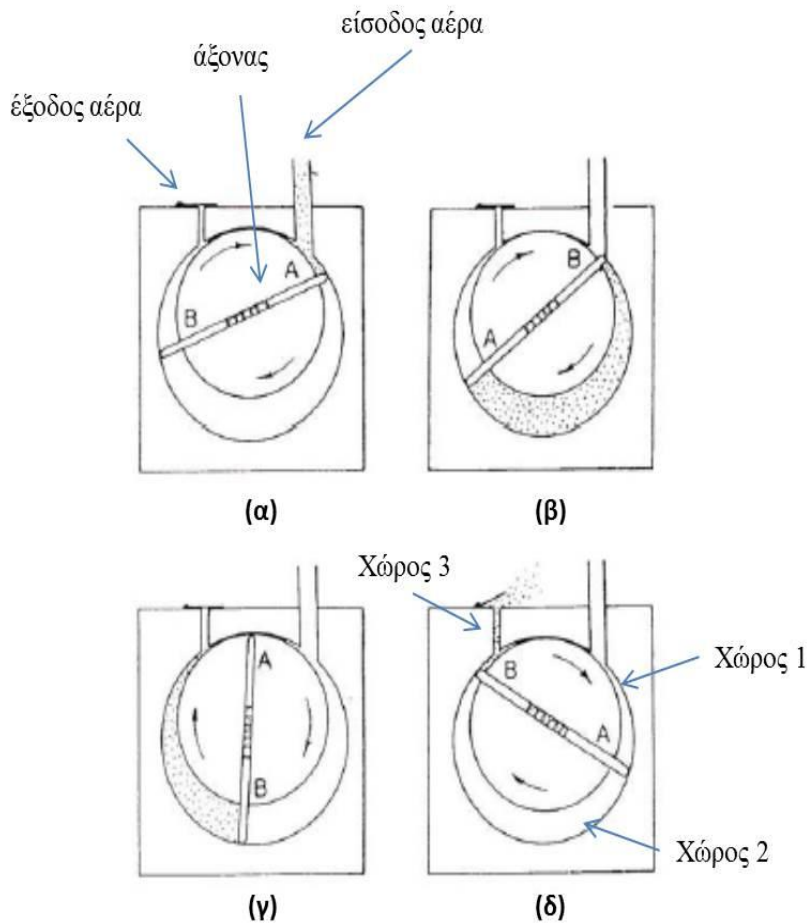 είσοδος αέρα
άξονας
έξοδος αέρα
A
B
B
A
(α)
(β)
Χώρος 3
Χώρος 1
A
B
B
A
Χώρος 2
(γ)
(δ)